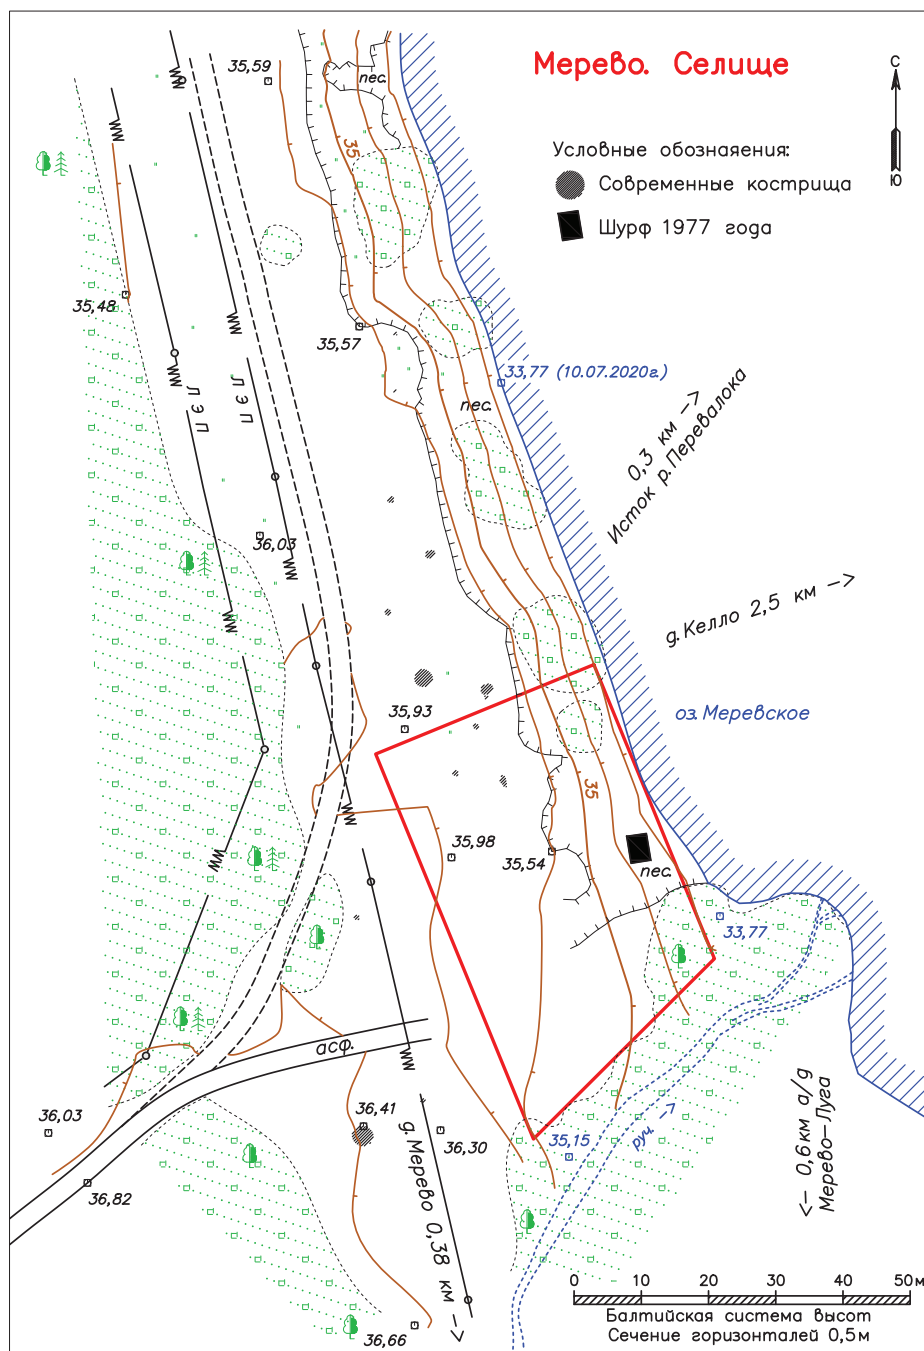 Мерево. Селище
С
Ю
Условные обознаяения:
Современные кострища
Шурф 1977 года
35,59
пес.
35
35,48
35,57
33,77 (10.07.2020г.)
ЛЭП
ЛЭП
пес.
0,3 км –>
Исток р. Перевалока
36,03
д. Келло 2,5 км –>
35,93
оз. Меревское
35
35,98
35,54
пес.
33,77
асф.
36,03
36,41
36,30
35,15
руч. –>
36,82
д. Мерево 0,38 км –>
<– 0,6км а/д
Мерево–Луга
36,66
0 10 20 30 40 50м
Балтийская система высот
Сечение горизонталей 0,5м